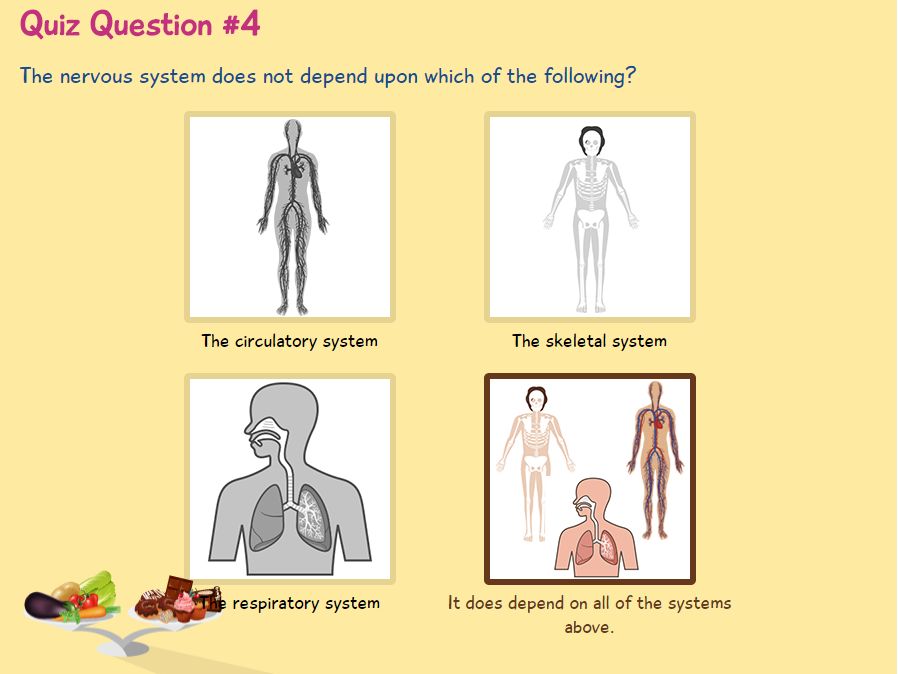 Quiz Question #4
The nervous system does not depend upon which of the following?
The circulatory system
The skeletal system
The respiratory system
It does depend on all of the systems
above.